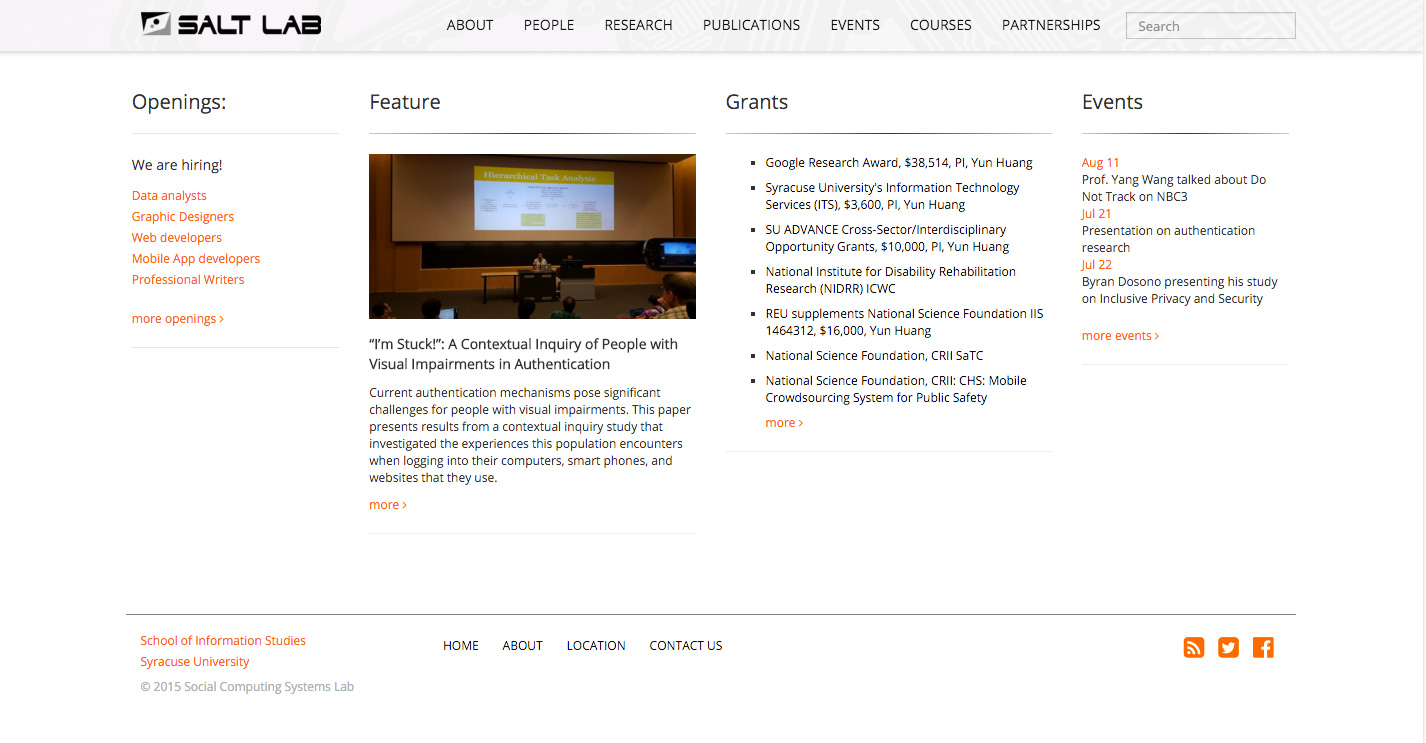 SALT LAB
ABOUT
PEOPLE
RESEARCH
PUBLICATIONS
EVENTS
COURSES
PARTNERSHIPS
Search
Openings:
We are hiring!
Data analysts
Graphic Designers
Web developers
Mobile App developers
Professional Writers
more openings ›
Feature
Hierarchical Task Analysis
“I’m Stuck!”: A Contextual Inquiry of People with
Visual Impairments in Authentication
Current authentication mechanisms pose significant
challenges for people with visual impairments. This paper
presents results from a contextual inquiry study that
investigated the experiences this population encounters
when logging into their computers, smart phones, and
websites that they use.
more ›
Grants
Google Research Award, $38,514, PI, Yun Huang
Syracuse University's Information Technology
Services (ITS), $3,600, PI, Yun Huang
SU ADVANCE Cross-Sector/Interdisciplinary
Opportunity Grants, $10,000, PI, Yun Huang
National Institute for Disability Rehabilitation
Research (NIDRR) ICWC
REU supplements National Science Foundation IIS
1464312, $16,000, Yun Huang
National Science Foundation, CRII SaTC
National Science Foundation, CRII: CHS: Mobile
Crowdsourcing System for Public Safety
more ›
Events
Aug 11
Prof. Yang Wang talked about Do
Not Track on NBC3
Jul 21
Presentation on authentication
research
Jul 22
Byran Dosono presenting his study
on Inclusive Privacy and Security
more events ›
School of Information Studies
Syracuse University
© 2015 Social Computing Systems Lab
HOME
ABOUT
LOCATION
CONTACT US